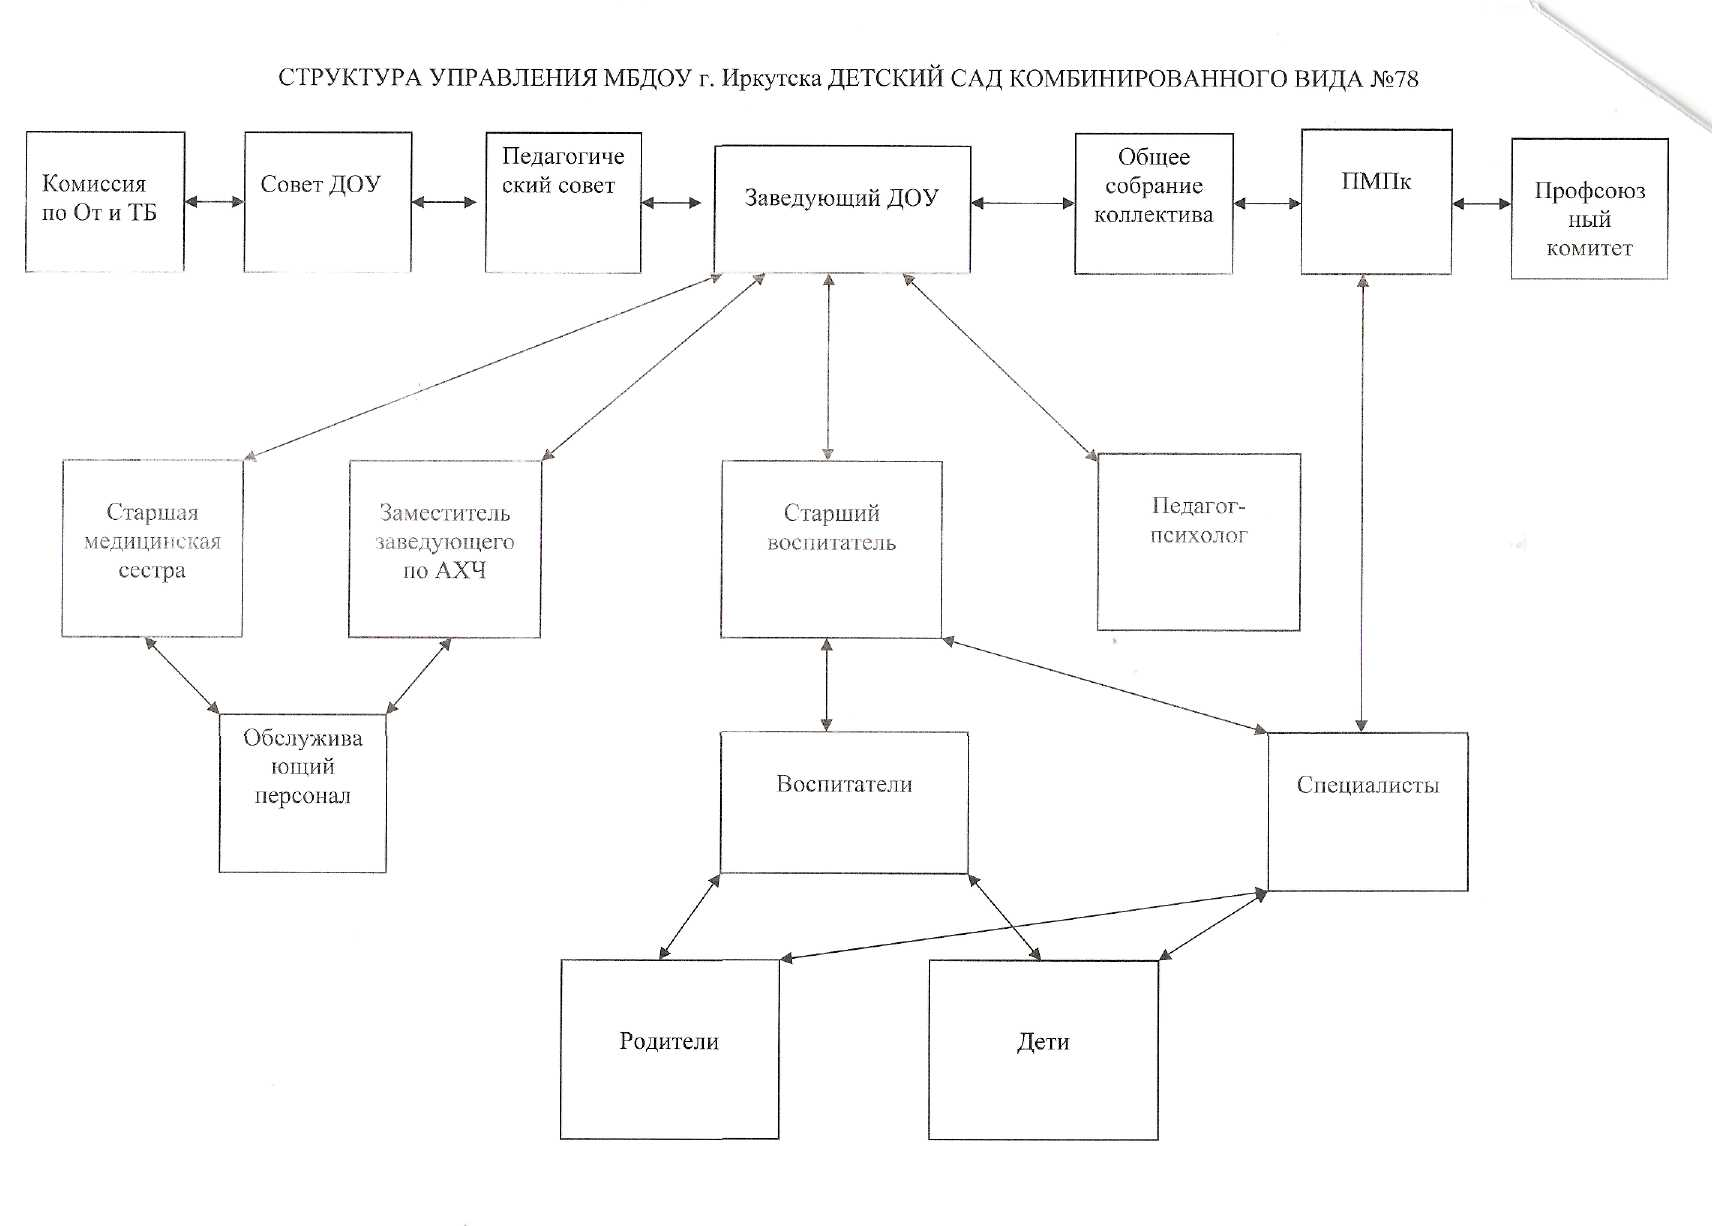 СТРУКТУРА УПРАВЛЕНИЯ МБДОУ г. Иркутска ДЕТСКИЙ САД КОМБИНИРОВАННОГО ВИДА №78
Комиссия
по От и ТБ
Совет ДОУ
Педагогиче
ский совет
Заведующий ДОУ
Общее
собрание
коллектива
ПМПк
Профсоюз
ный
комитет
Старшая
медицинская
сестра
Заместитель
заведующего
по АХЧ
Старший
воспитатель
Педагог-
психолог
Обслужива
ющий
персонал
Воспитатели
Специалисты
Родители
Дети